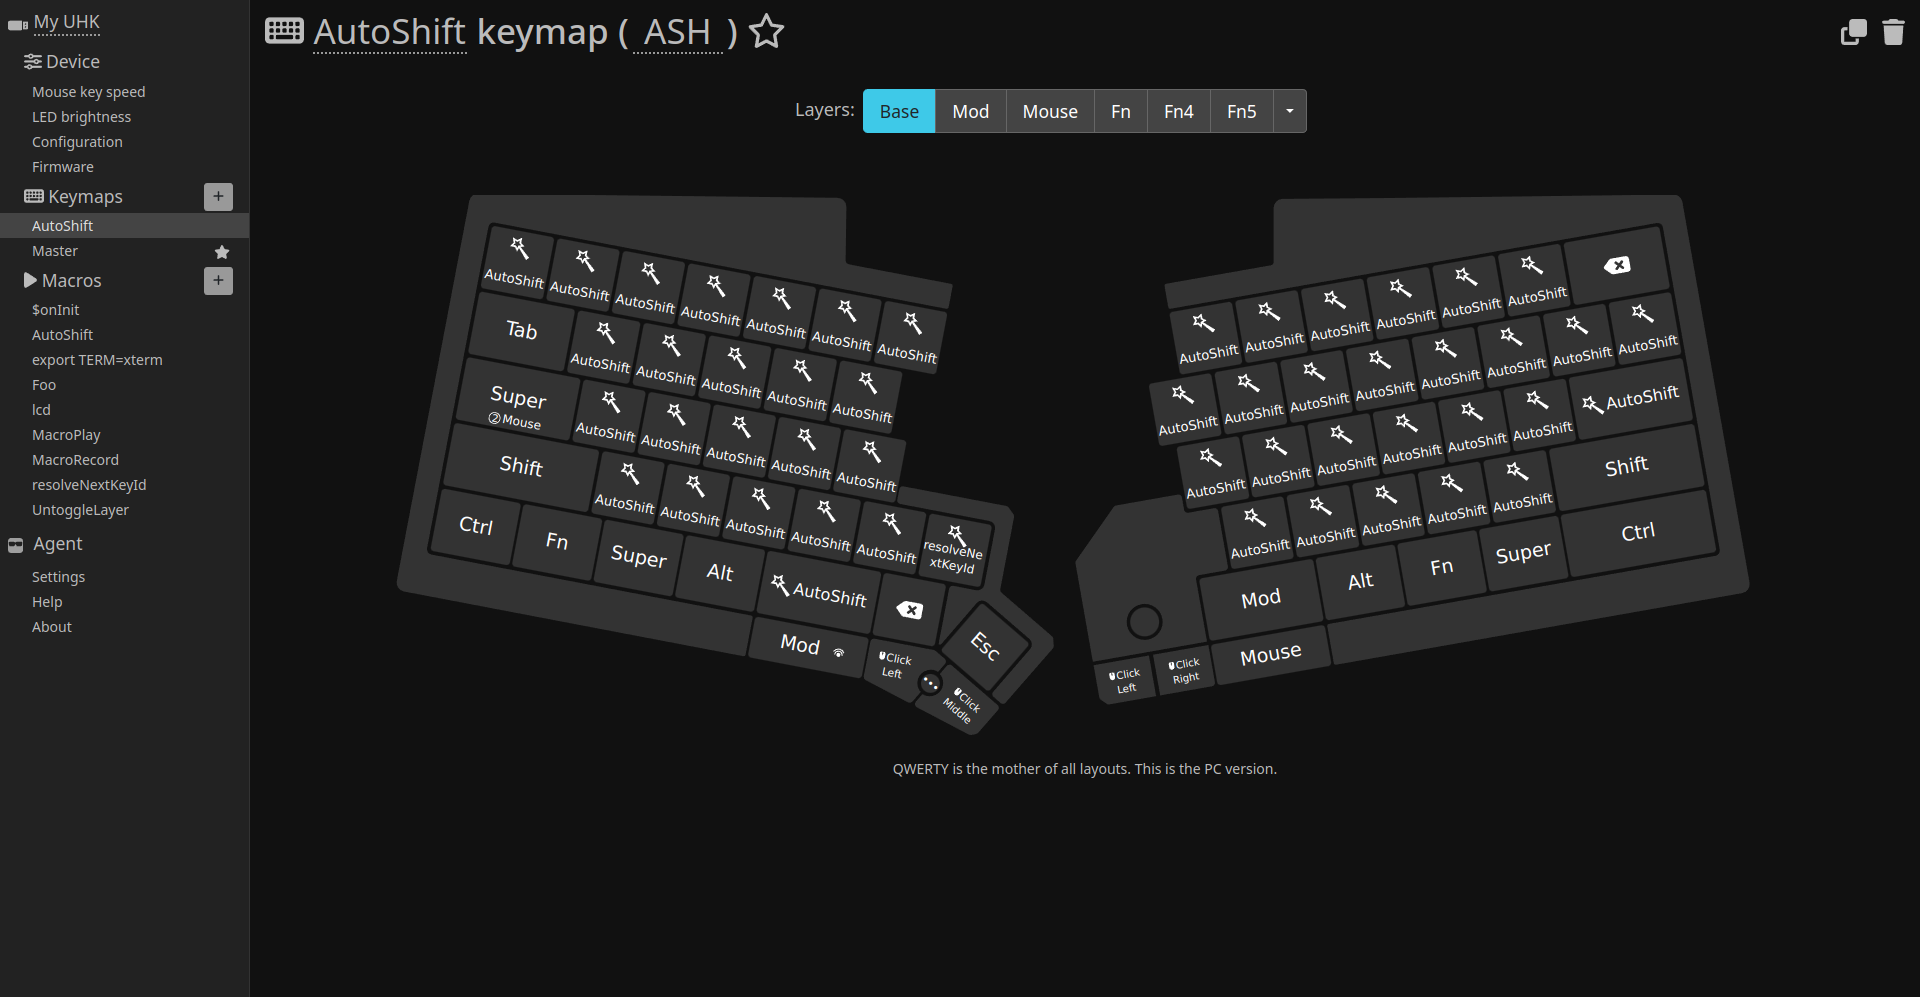 My UHK
Device
Mouse key speed
LED brightness
Configuration
Firmware
Keymaps
AutoShift
Master
Macros
$onInit
AutoShift
export TERM=xterm
Foo
lcd
MacroPlay
MacroRecord
resolveNextKeyId
UntoggleLayer
Agent
Settings
Help
About
AutoShift keymap ( ASH )
Layers: Base Mod Mouse Fn Fn4 Fn5
AutoShift AutoShift AutoShift AutoShift AutoShift AutoShift AutoShift
Tab AutoShift AutoShift AutoShift AutoShift AutoShift
Super ② Mouse AutoShift AutoShift AutoShift AutoShift AutoShift
Shift AutoShift AutoShift AutoShift AutoShift AutoShift resolveNe
xtKeyId
Ctrl Fn Super Alt AutoShift
Mod Click
Left
Click
Middle
Esc
AutoShift AutoShift AutoShift AutoShift AutoShift AutoShift
AutoShift AutoShift AutoShift AutoShift AutoShift AutoShift AutoShift AutoShift
AutoShift AutoShift AutoShift AutoShift AutoShift AutoShift AutoShift
AutoShift AutoShift AutoShift AutoShift AutoShift Shift
Mod Alt Fn Super Ctrl
Click
Left
Click
Right
Mouse
QWERTY is the mother of all layouts. This is the PC version.